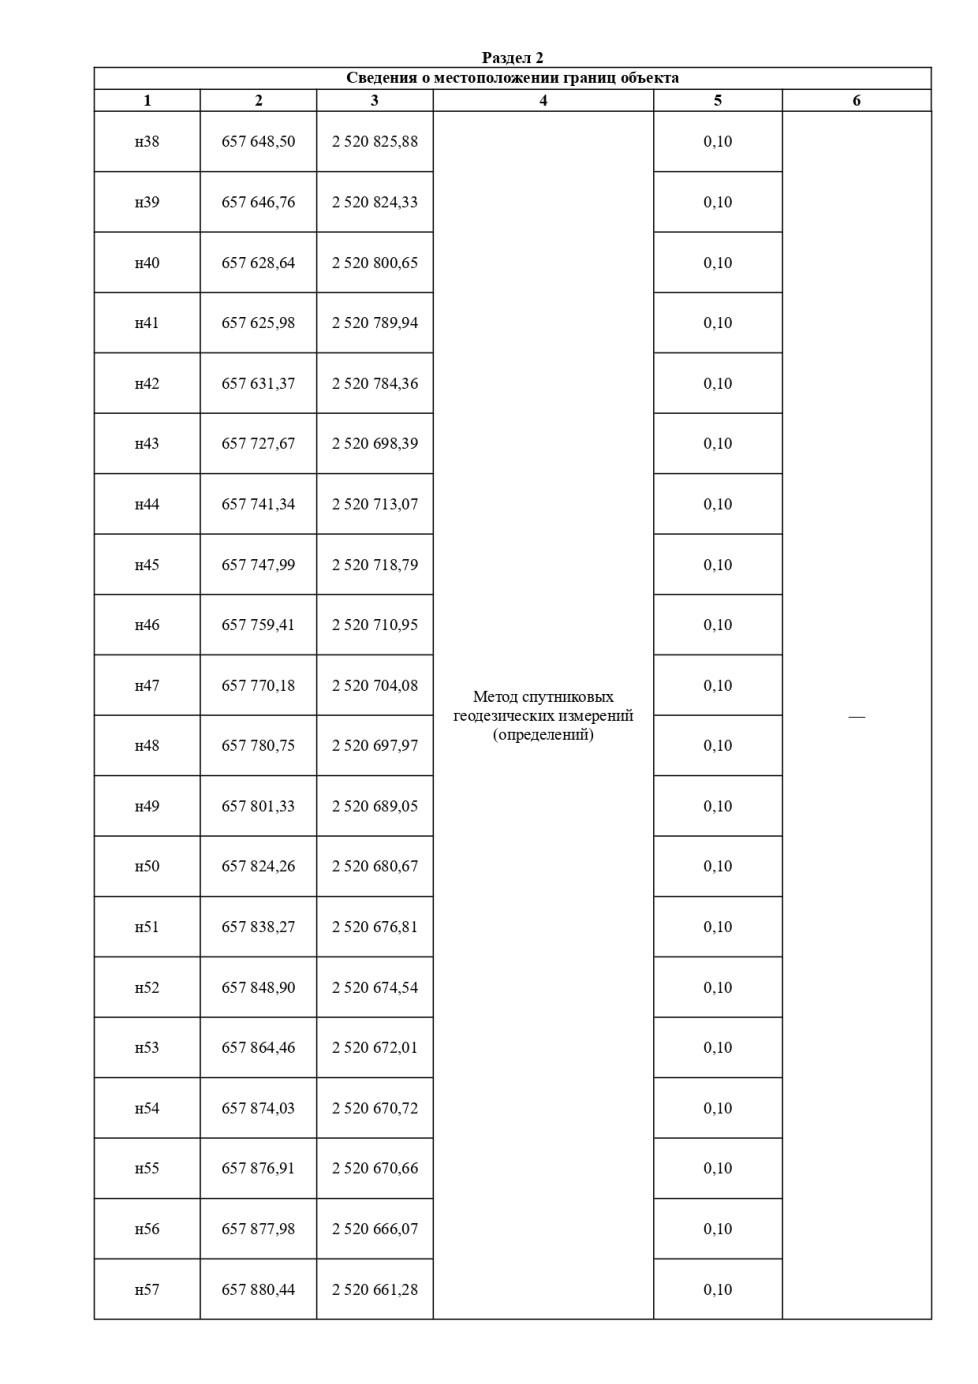 Раздел 2
Сведения о местоположении границ объекта
1 2 3 4 5 6
н38 657 648,50 2 520 825,88 0,10
н39 657 646,76 2 520 824,33 0,10
н40 657 628,64 2 520 800,65 0,10
н41 657 625,98 2 520 789,94 0,10
н42 657 631,37 2 520 784,36 0,10
н43 657 727,67 2 520 698,39 0,10
н44 657 741,34 2 520 713,07 0,10
н45 657 747,99 2 520 718,79 0,10
н46 657 759,41 2 520 710,95 0,10
н47 657 770,18 2 520 704,08 0,10
Метод спутниковых
геодезических измерений
(определений)
—
н48 657 780,75 2 520 697,97 0,10
н49 657 801,33 2 520 689,05 0,10
н50 657 824,26 2 520 680,67 0,10
н51 657 838,27 2 520 676,81 0,10
н52 657 848,90 2 520 674,54 0,10
н53 657 864,46 2 520 672,01 0,10
н54 657 874,03 2 520 670,72 0,10
н55 657 876,91 2 520 670,66 0,10
н56 657 877,98 2 520 666,07 0,10
н57 657 880,44 2 520 661,28 0,10